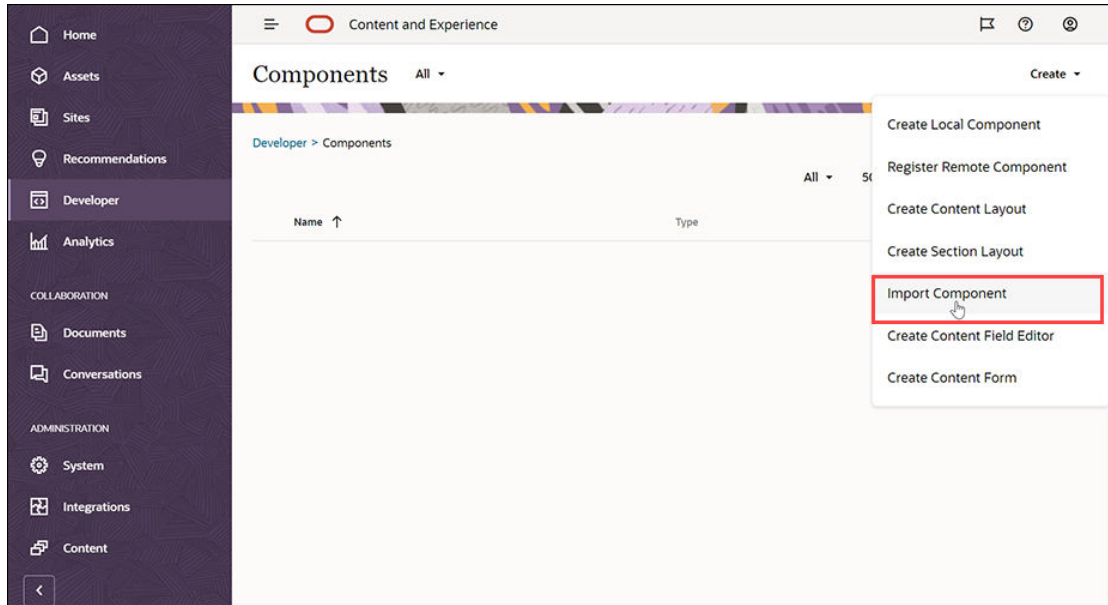 Home
Assets
Sites
Recommendations
Developer
Analytics
COLLABORATION
Documents
Conversations
ADMINISTRATION
System
Integrations
Content
Content and Experience
Components All
Create
Developer > Components
All 50
Name Type
Create Local Component
Register Remote Component
Create Content Layout
Create Section Layout
Import Component
Create Content Field Editor
Create Content Form